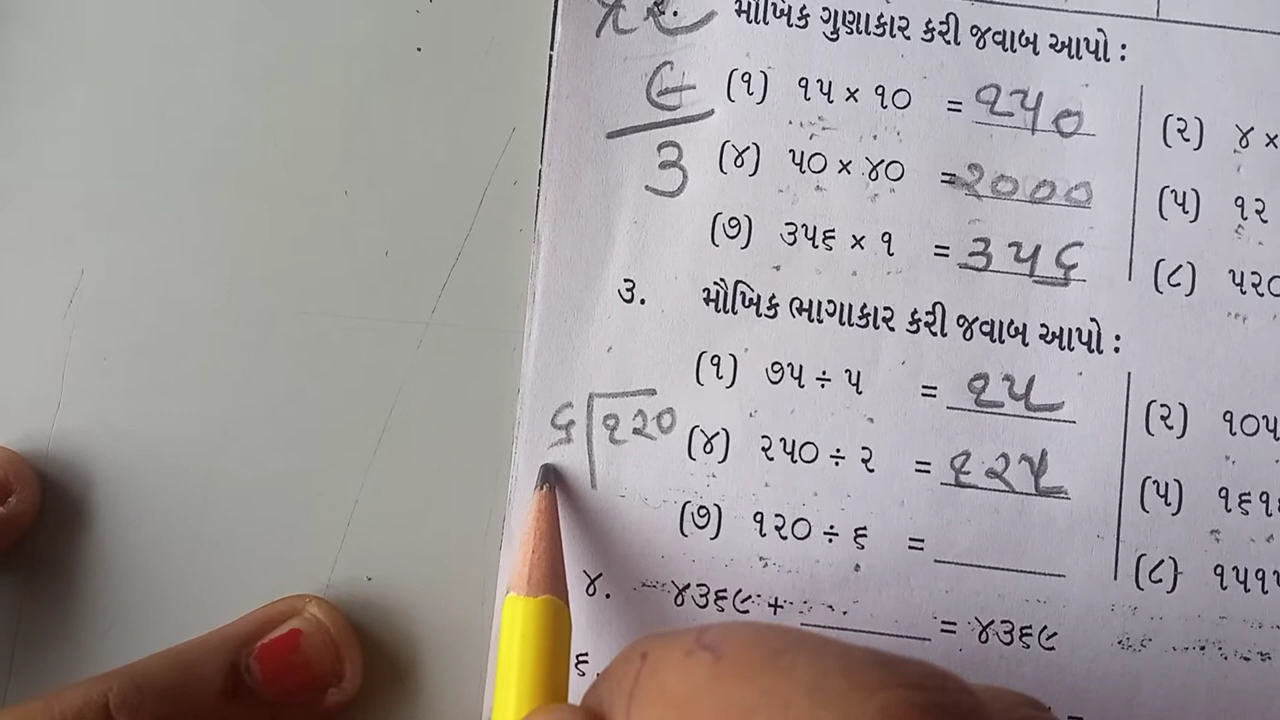 મૌખિક ગુણાકાર કરી જવાબ આપો :
(૧) ૧૫ × ૧૦ = ૧૫૦
(૨) ૪ ×
(૪) ૫૦ × ૪૦ = ૨૦૦૦
(૫) ૧૨
(૭) ૩૫૬ × ૧ = ૩૫૬
(૮) ૫૨૦
૩. મૌખિક ભાગાકાર કરી જવાબ આપો :
(૧) ૭૫ ÷ ૫ = ૧૫
(૨) ૧૦૫
૬ ૧૨૦
(૪) ૨૫૦ ÷ ૨ = ૧૨૫
(૫) ૧૬૧
(૭) ૧૨૦ ÷ ૬ = ____
(૮) ૧૫૧
૪. ૪૩૬૯ + ____ = ૪૩૬૯
૬.